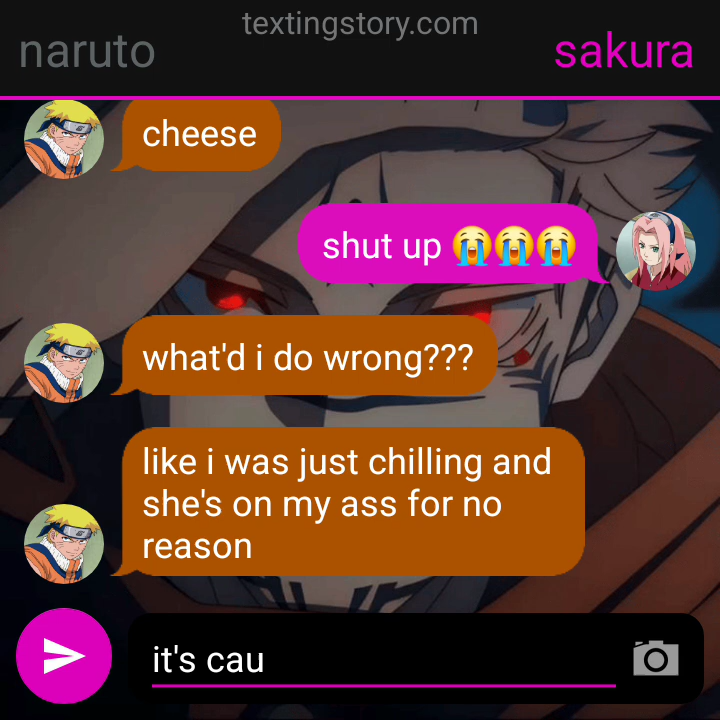 textingstory.com
naruto
sakura
cheese
shut up 😭😭😭
what'd i do wrong???
like i was just chilling and
she's on my ass for no
reason
it's cau